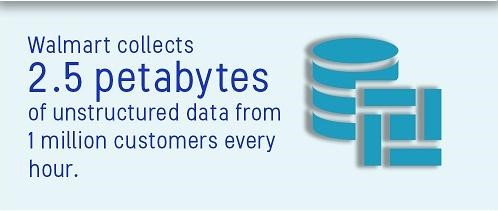 Walmart collects
2.5 petabytes
of unstructured data from
1 million customers every
hour.